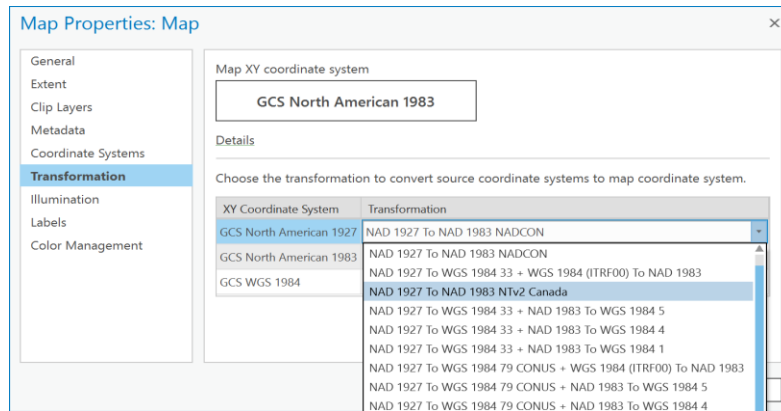 Map Properties: Map
×
General
Extent
Clip Layers
Metadata
Coordinate Systems
Transformation
Illumination
Labels
Color Management
Map XY coordinate system
GCS North American 1983
Details
Choose the transformation to convert source coordinate systems to map coordinate system.
XY Coordinate System Transformation
GCS North American 1927 NAD 1927 To NAD 1983 NADCON
GCS North American 1983
GCS WGS 1984
NAD 1927 To NAD 1983 NADCON
NAD 1927 To WGS 1984 33 + WGS 1984 (ITRF00) To NAD 1983
NAD 1927 To NAD 1983 NTv2 Canada
NAD 1927 To WGS 1984 33 + NAD 1983 To WGS 1984 5
NAD 1927 To WGS 1984 33 + NAD 1983 To WGS 1984 4
NAD 1927 To WGS 1984 33 + NAD 1983 To WGS 1984 1
NAD 1927 To WGS 1984 79 CONUS + WGS 1984 (ITRF00) To NAD 1983
NAD 1927 To WGS 1984 79 CONUS + NAD 1983 To WGS 1984 5
NAD 1927 To WGS 1984 79 CONUS + NAD 1983 To WGS 1984 4